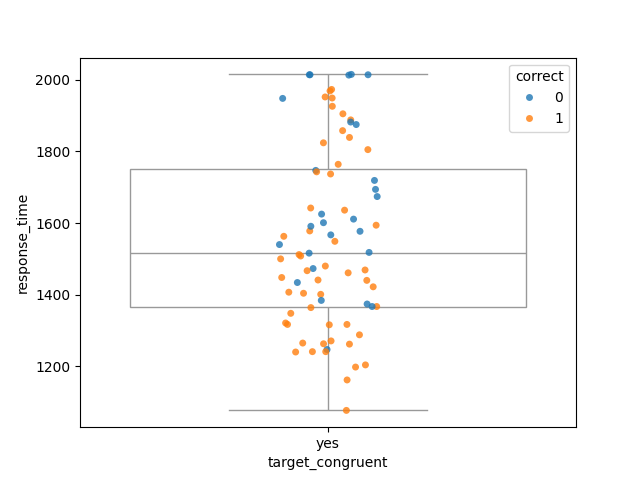 correct
0
1
2000
1800
1600
1400
1200
response_time
yes
target_congruent